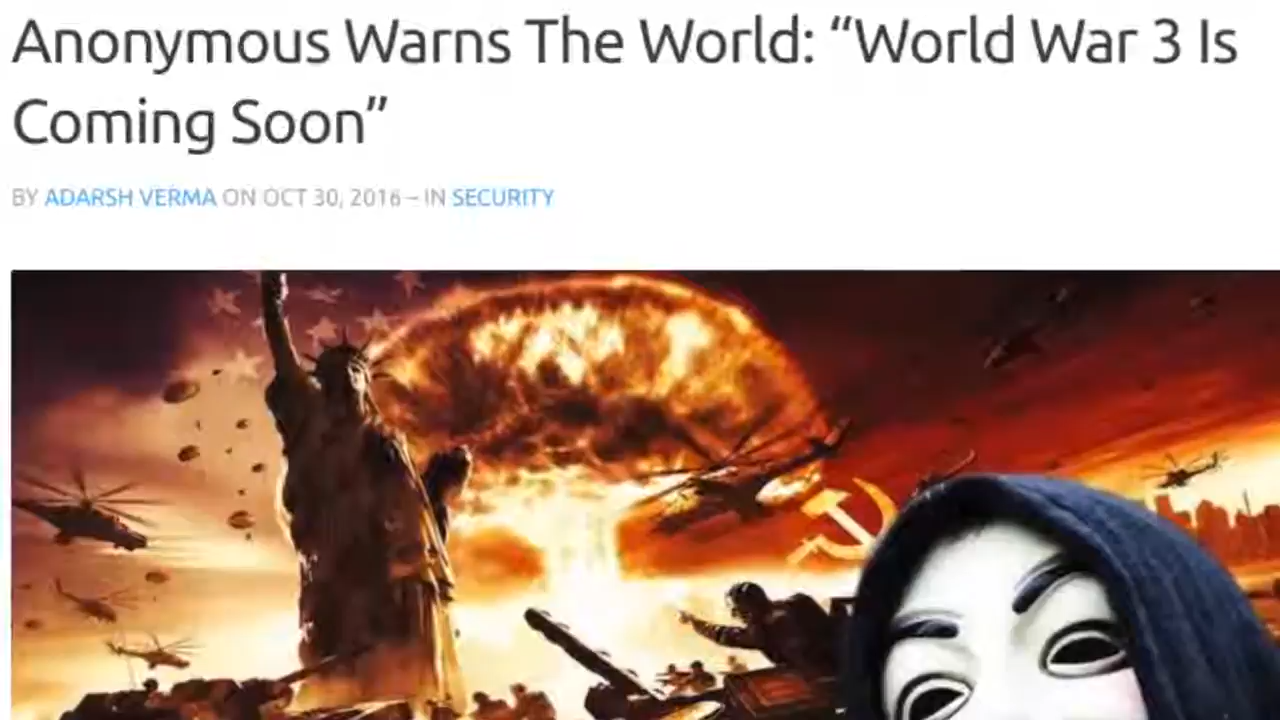 Anonymous Warns The World: “World War 3 Is
Coming Soon”
BY ADARSH VERMA ON OCT 30, 2016 – IN SECURITY